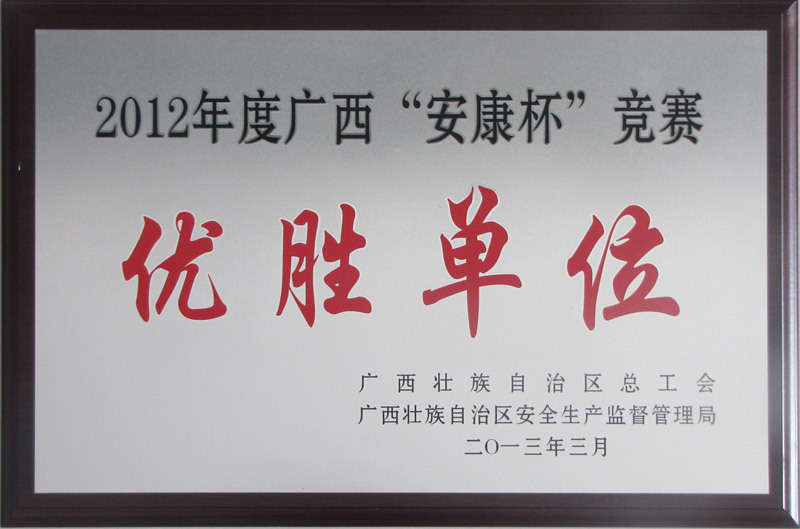 2012年度广西“安康杯”竞赛
优胜单位
广西壮族自治区总工会
广西壮族自治区安全生产监督管理局
二〇一三年三月